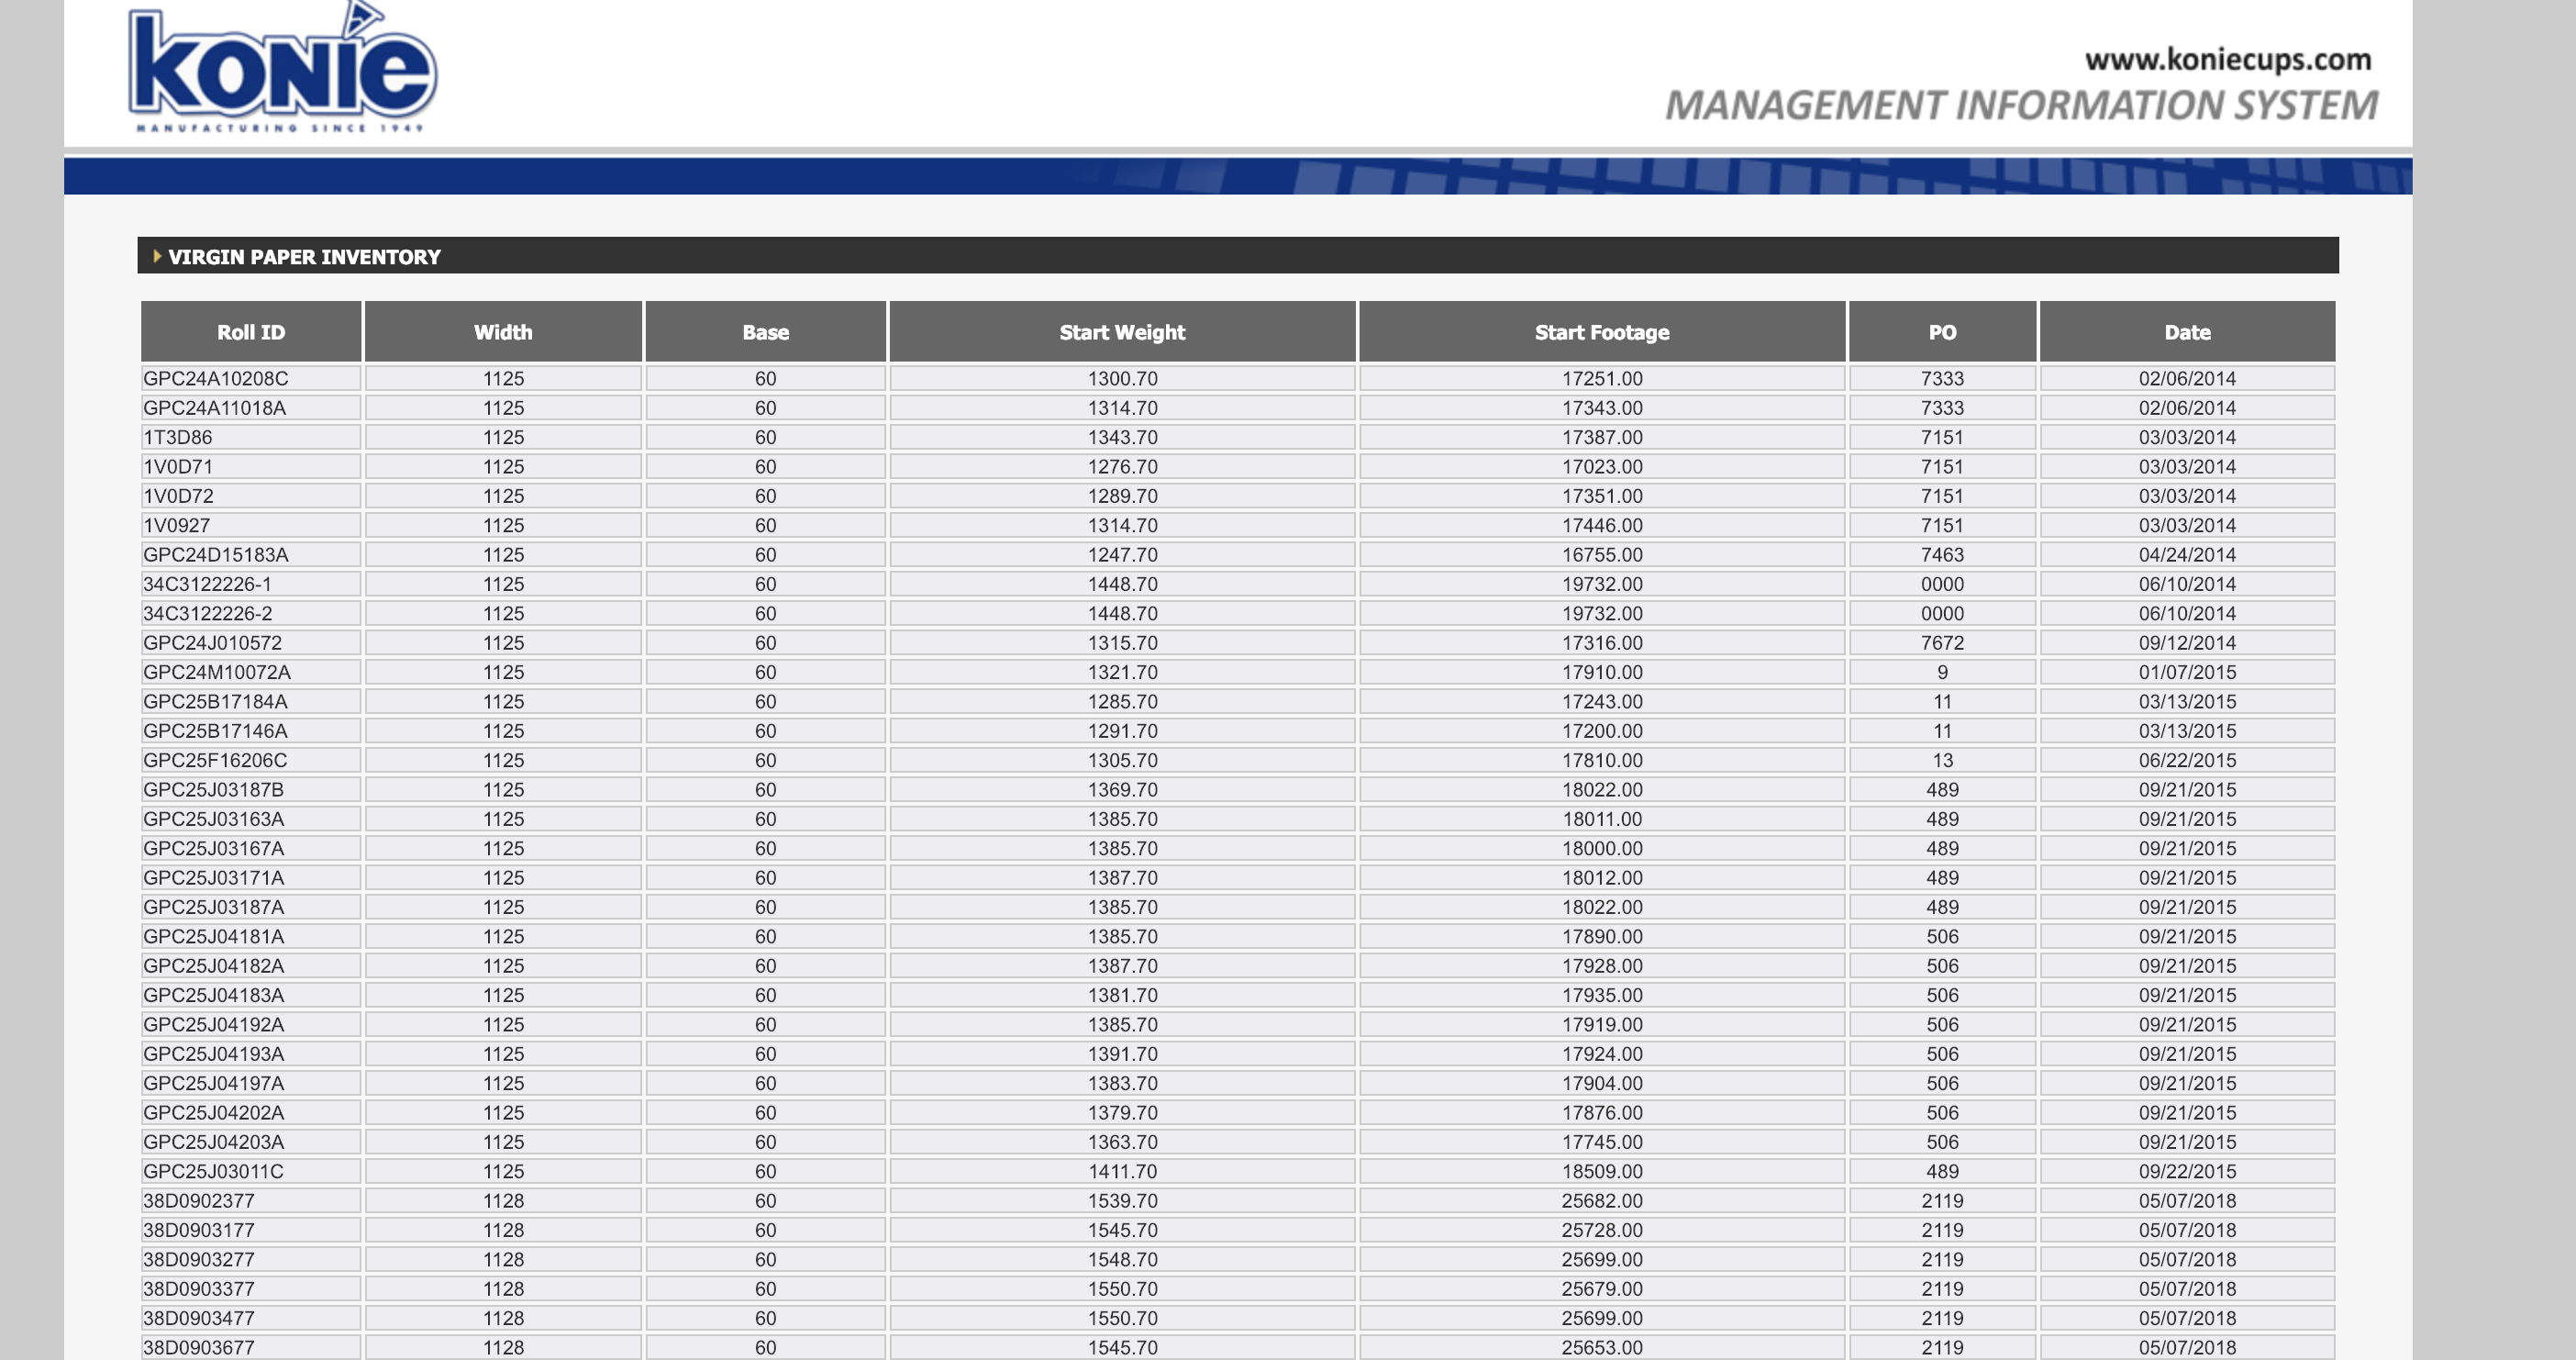 konie
MANUFACTURING SINCE 1949
www.koniecups.com
MANAGEMENT INFORMATION SYSTEM
VIRGIN PAPER INVENTORY
Roll ID Width Base Start Weight Start Footage PO Date
GPC24A10208C 1125 60 1300.70 17251.00 7333 02/06/2014
GPC24A11018A 1125 60 1314.70 17343.00 7333 02/06/2014
1T3D86 1125 60 1343.70 17387.00 7151 03/03/2014
1V0D71 1125 60 1276.70 17023.00 7151 03/03/2014
1V0D72 1125 60 1289.70 17351.00 7151 03/03/2014
1V0927 1125 60 1314.70 17446.00 7151 03/03/2014
GPC24D15183A 1125 60 1247.70 16755.00 7463 04/24/2014
34C3122226-1 1125 60 1448.70 19732.00 0000 06/10/2014
34C3122226-2 1125 60 1448.70 19732.00 0000 06/10/2014
GPC24J010572 1125 60 1315.70 17316.00 7672 09/12/2014
GPC24M10072A 1125 60 1321.70 17910.00 9 01/07/2015
GPC25B17184A 1125 60 1285.70 17243.00 11 03/13/2015
GPC25B17146A 1125 60 1291.70 17200.00 11 03/13/2015
GPC25F16206C 1125 60 1305.70 17810.00 13 06/22/2015
GPC25J03187B 1125 60 1369.70 18022.00 489 09/21/2015
GPC25J03163A 1125 60 1385.70 18011.00 489 09/21/2015
GPC25J03167A 1125 60 1385.70 18000.00 489 09/21/2015
GPC25J03171A 1125 60 1387.70 18012.00 489 09/21/2015
GPC25J03187A 1125 60 1385.70 18022.00 489 09/21/2015
GPC25J04181A 1125 60 1385.70 17890.00 506 09/21/2015
GPC25J04182A 1125 60 1387.70 17928.00 506 09/21/2015
GPC25J04183A 1125 60 1381.70 17935.00 506 09/21/2015
GPC25J04192A 1125 60 1385.70 17919.00 506 09/21/2015
GPC25J04193A 1125 60 1391.70 17924.00 506 09/21/2015
GPC25J04197A 1125 60 1383.70 17904.00 506 09/21/2015
GPC25J04202A 1125 60 1379.70 17876.00 506 09/21/2015
GPC25J04203A 1125 60 1363.70 17745.00 506 09/21/2015
GPC25J03011C 1125 60 1411.70 18509.00 489 09/22/2015
38D0902377 1128 60 1539.70 25682.00 2119 05/07/2018
38D0903177 1128 60 1545.70 25728.00 2119 05/07/2018
38D0903277 1128 60 1548.70 25699.00 2119 05/07/2018
38D0903377 1128 60 1550.70 25679.00 2119 05/07/2018
38D0903477 1128 60 1550.70 25699.00 2119 05/07/2018
38D0903677 1128 60 1545.70 25653.00 2119 05/07/2018